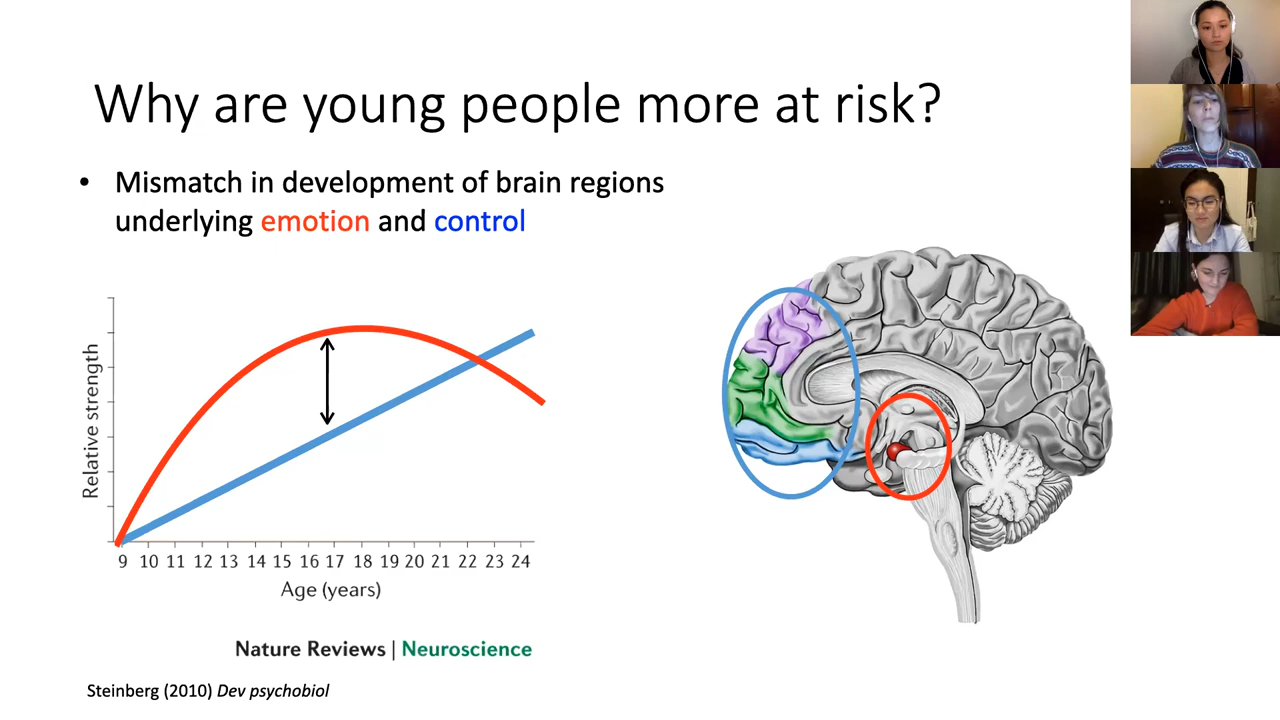 Why are young people more at risk?
• Mismatch in development of brain regions
underlying emotion and control
Relative strength
9 10 11 12 13 14 15 16 17 18 19 20 21 22 23 24
Age (years)
Nature Reviews | Neuroscience
Steinberg (2010) Dev psychobiol